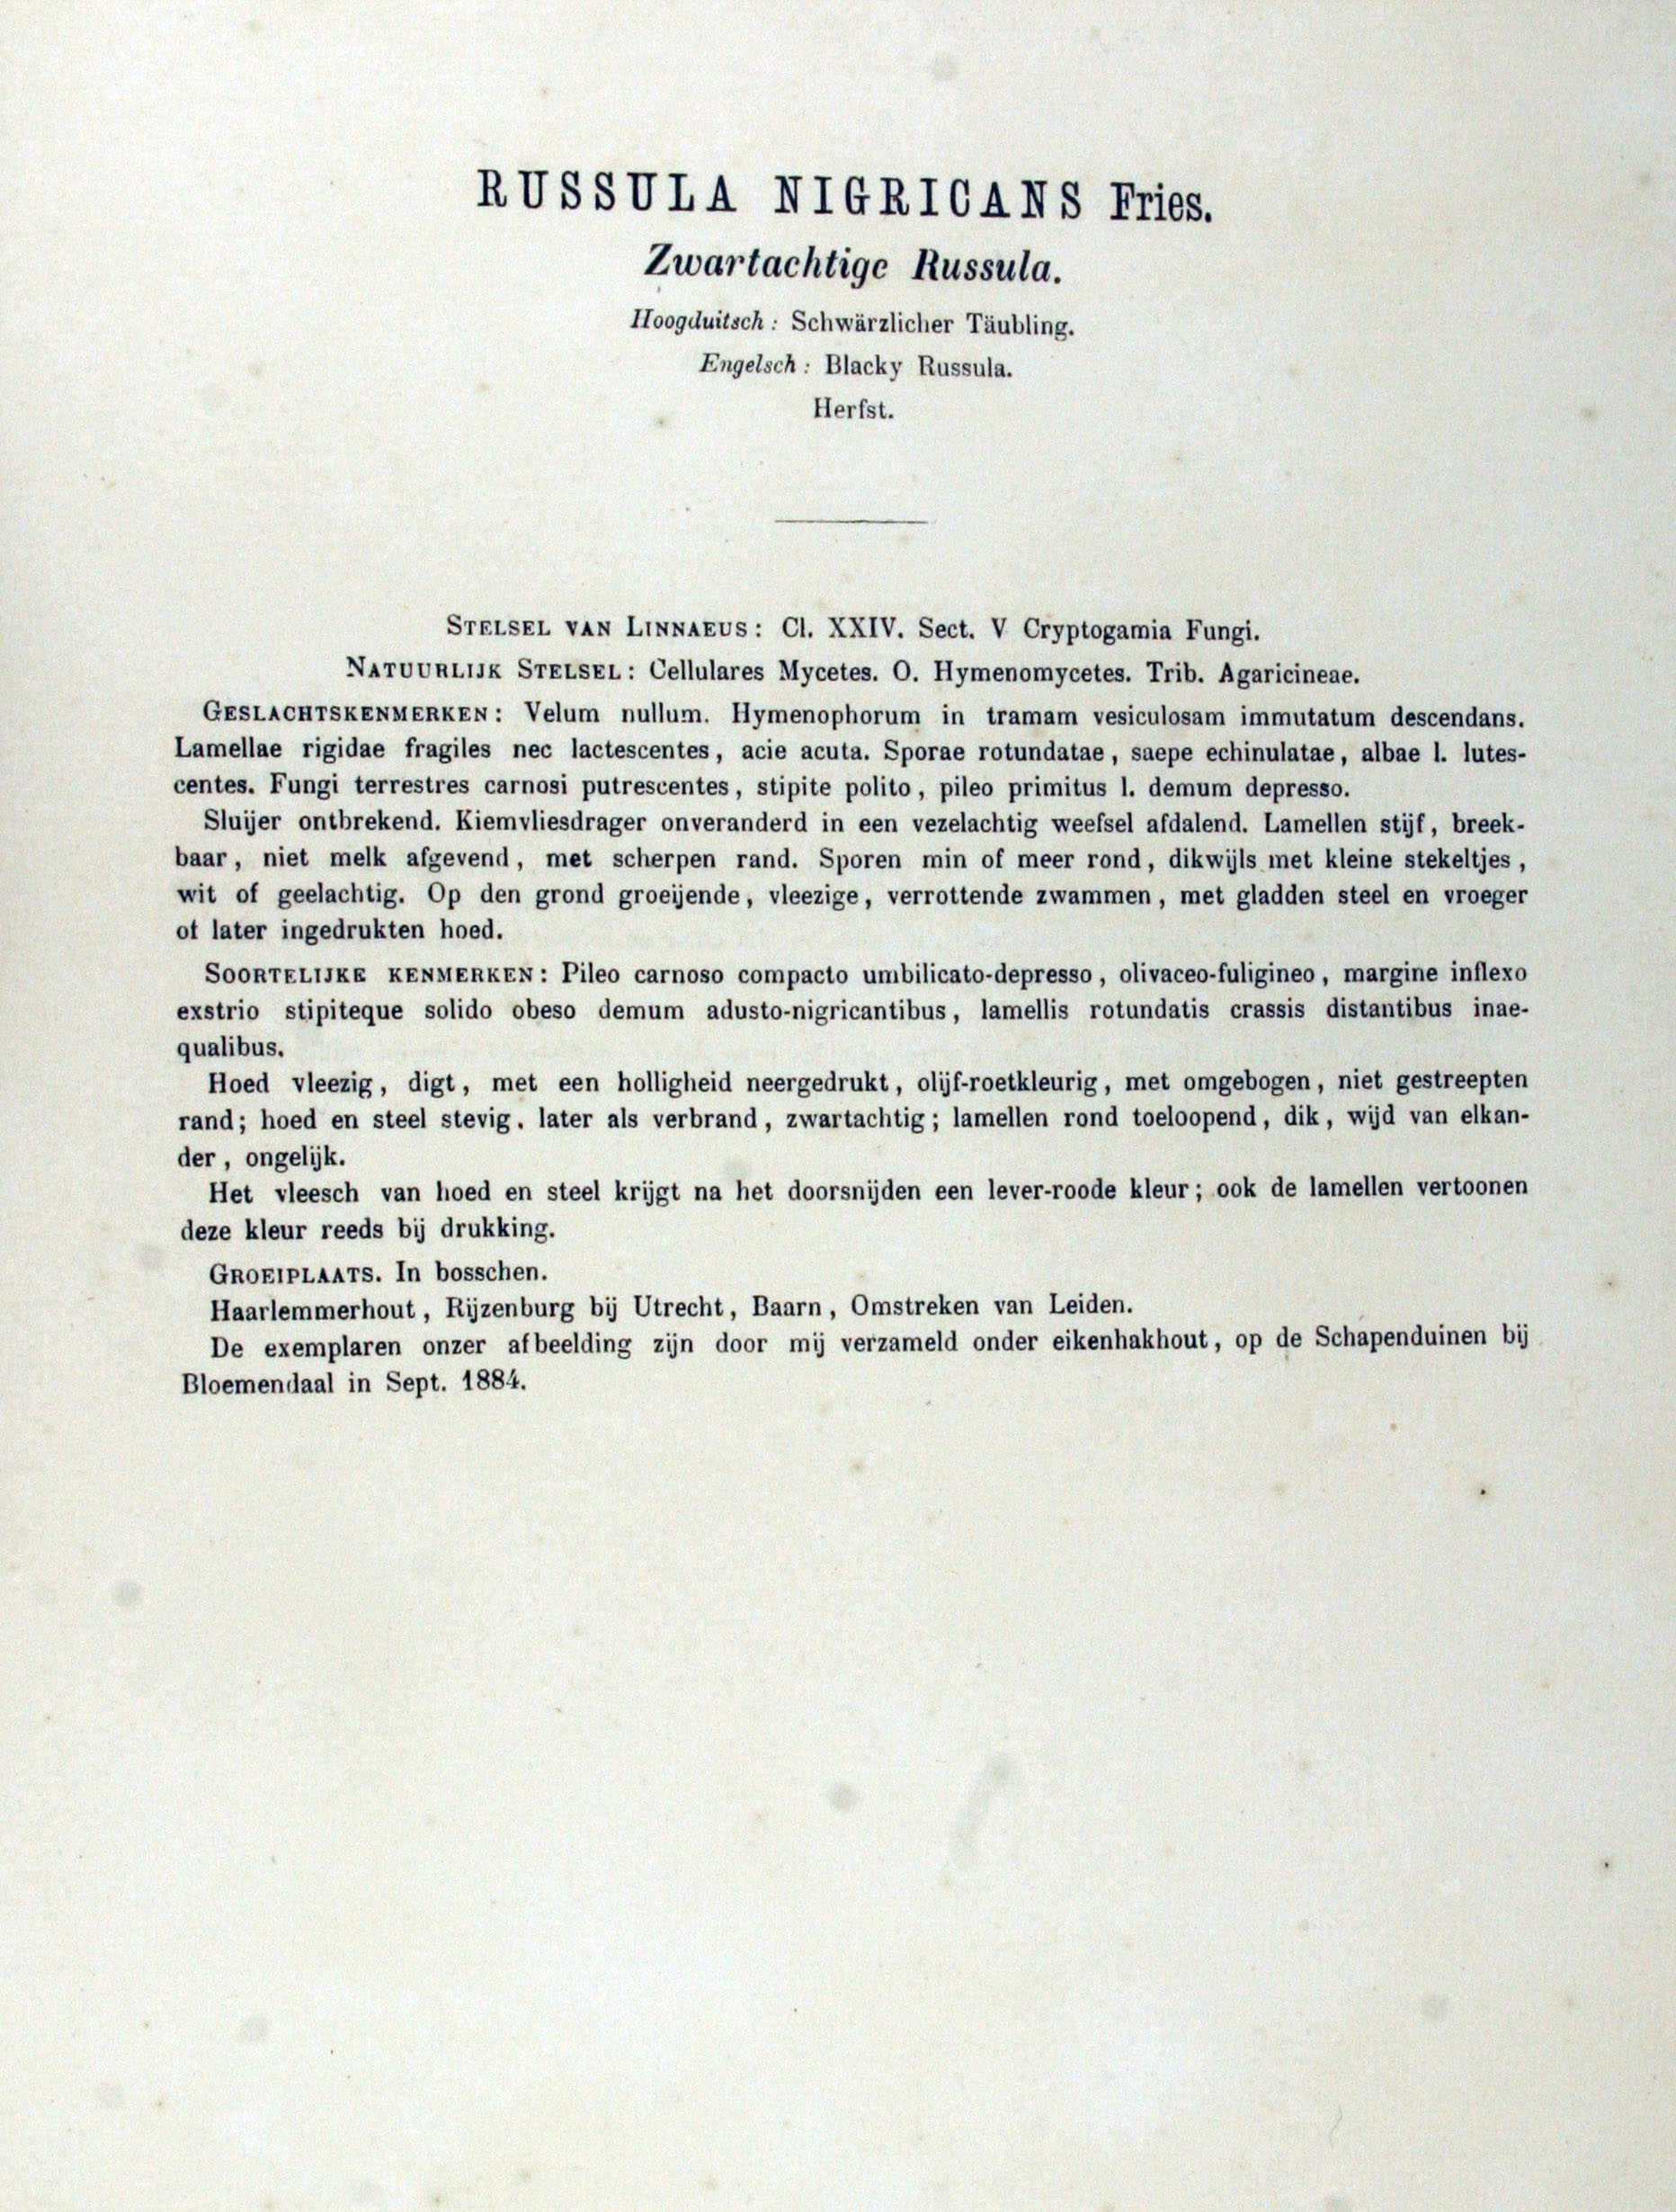 RUSSULA NIGRICANS Fries.
Zwartachtige Russula.
Hoogduitsch : Schwärzlicher Täubling.
Engelsch : Blacky Russula.
Herfst.
STELSEL VAN LINNAEUS : Cl. XXIV. Sect. V Cryptogamia Fungi.
NATUURLIJK STELSEL : Cellulares Mycetes. O. Hymenomycetes. Trib. Agaricineae.
GESLACHTSKENMERKEN : Velum nullum. Hymenophorum in tramam vesiculosam immutatum descendans.
Lamellae rigidae fragiles nec lactescentes, acie acuta. Sporae rotundatae, saepe echinulatae, albae l. lutes-
centes. Fungi terrestres carnosi putrescentes, stipite polito, pileo primitus l. demum depresso.
Sluijer ontbrekend. Kiemvliesdrager onveranderd in een vezelachtig weefsel afdalend. Lamellen stijf, breek-
baar, niet melk afgevend, met scherpen rand. Sporen min of meer rond, dikwijls met kleine stekeltjes,
wit of geelachtig. Op den grond groeijende, vleezige, verrottende zwammen, met gladden steel en vroeger
of later ingedrukten hoed.
SOORTELIJKE KENMERKEN : Pileo carnoso compacto umbilicato-depresso, olivaceo-fuligineo, margine inflexo
exstrio stipiteque solido obeso demum adusto-nigricantibus, lamellis rotundatis crassis distantibus inae-
qualibus.
Hoed vleezig, digt, met een holligheid neergedrukt, olijf-roetkleurig, met omgebogen, niet gestreepten
rand; hoed en steel stevig. later als verbrand, zwartachtig; lamellen rond toeloopend, dik, wijd van elkan-
der, ongelijk.
Het vleesch van hoed en steel krijgt na het doorsnijden een lever-roode kleur; ook de lamellen vertoonen
deze kleur reeds bij drukking.
GROEIPLAATS. In bosschen.
Haarlemmerhout, Rijzenburg bij Utrecht, Baarn, Omstreken van Leiden.
De exemplaren onzer afbeelding zijn door mij verzameld onder eikenhakhout, op de Schapenduinen bij
Bloemendaal in Sept. 1884.